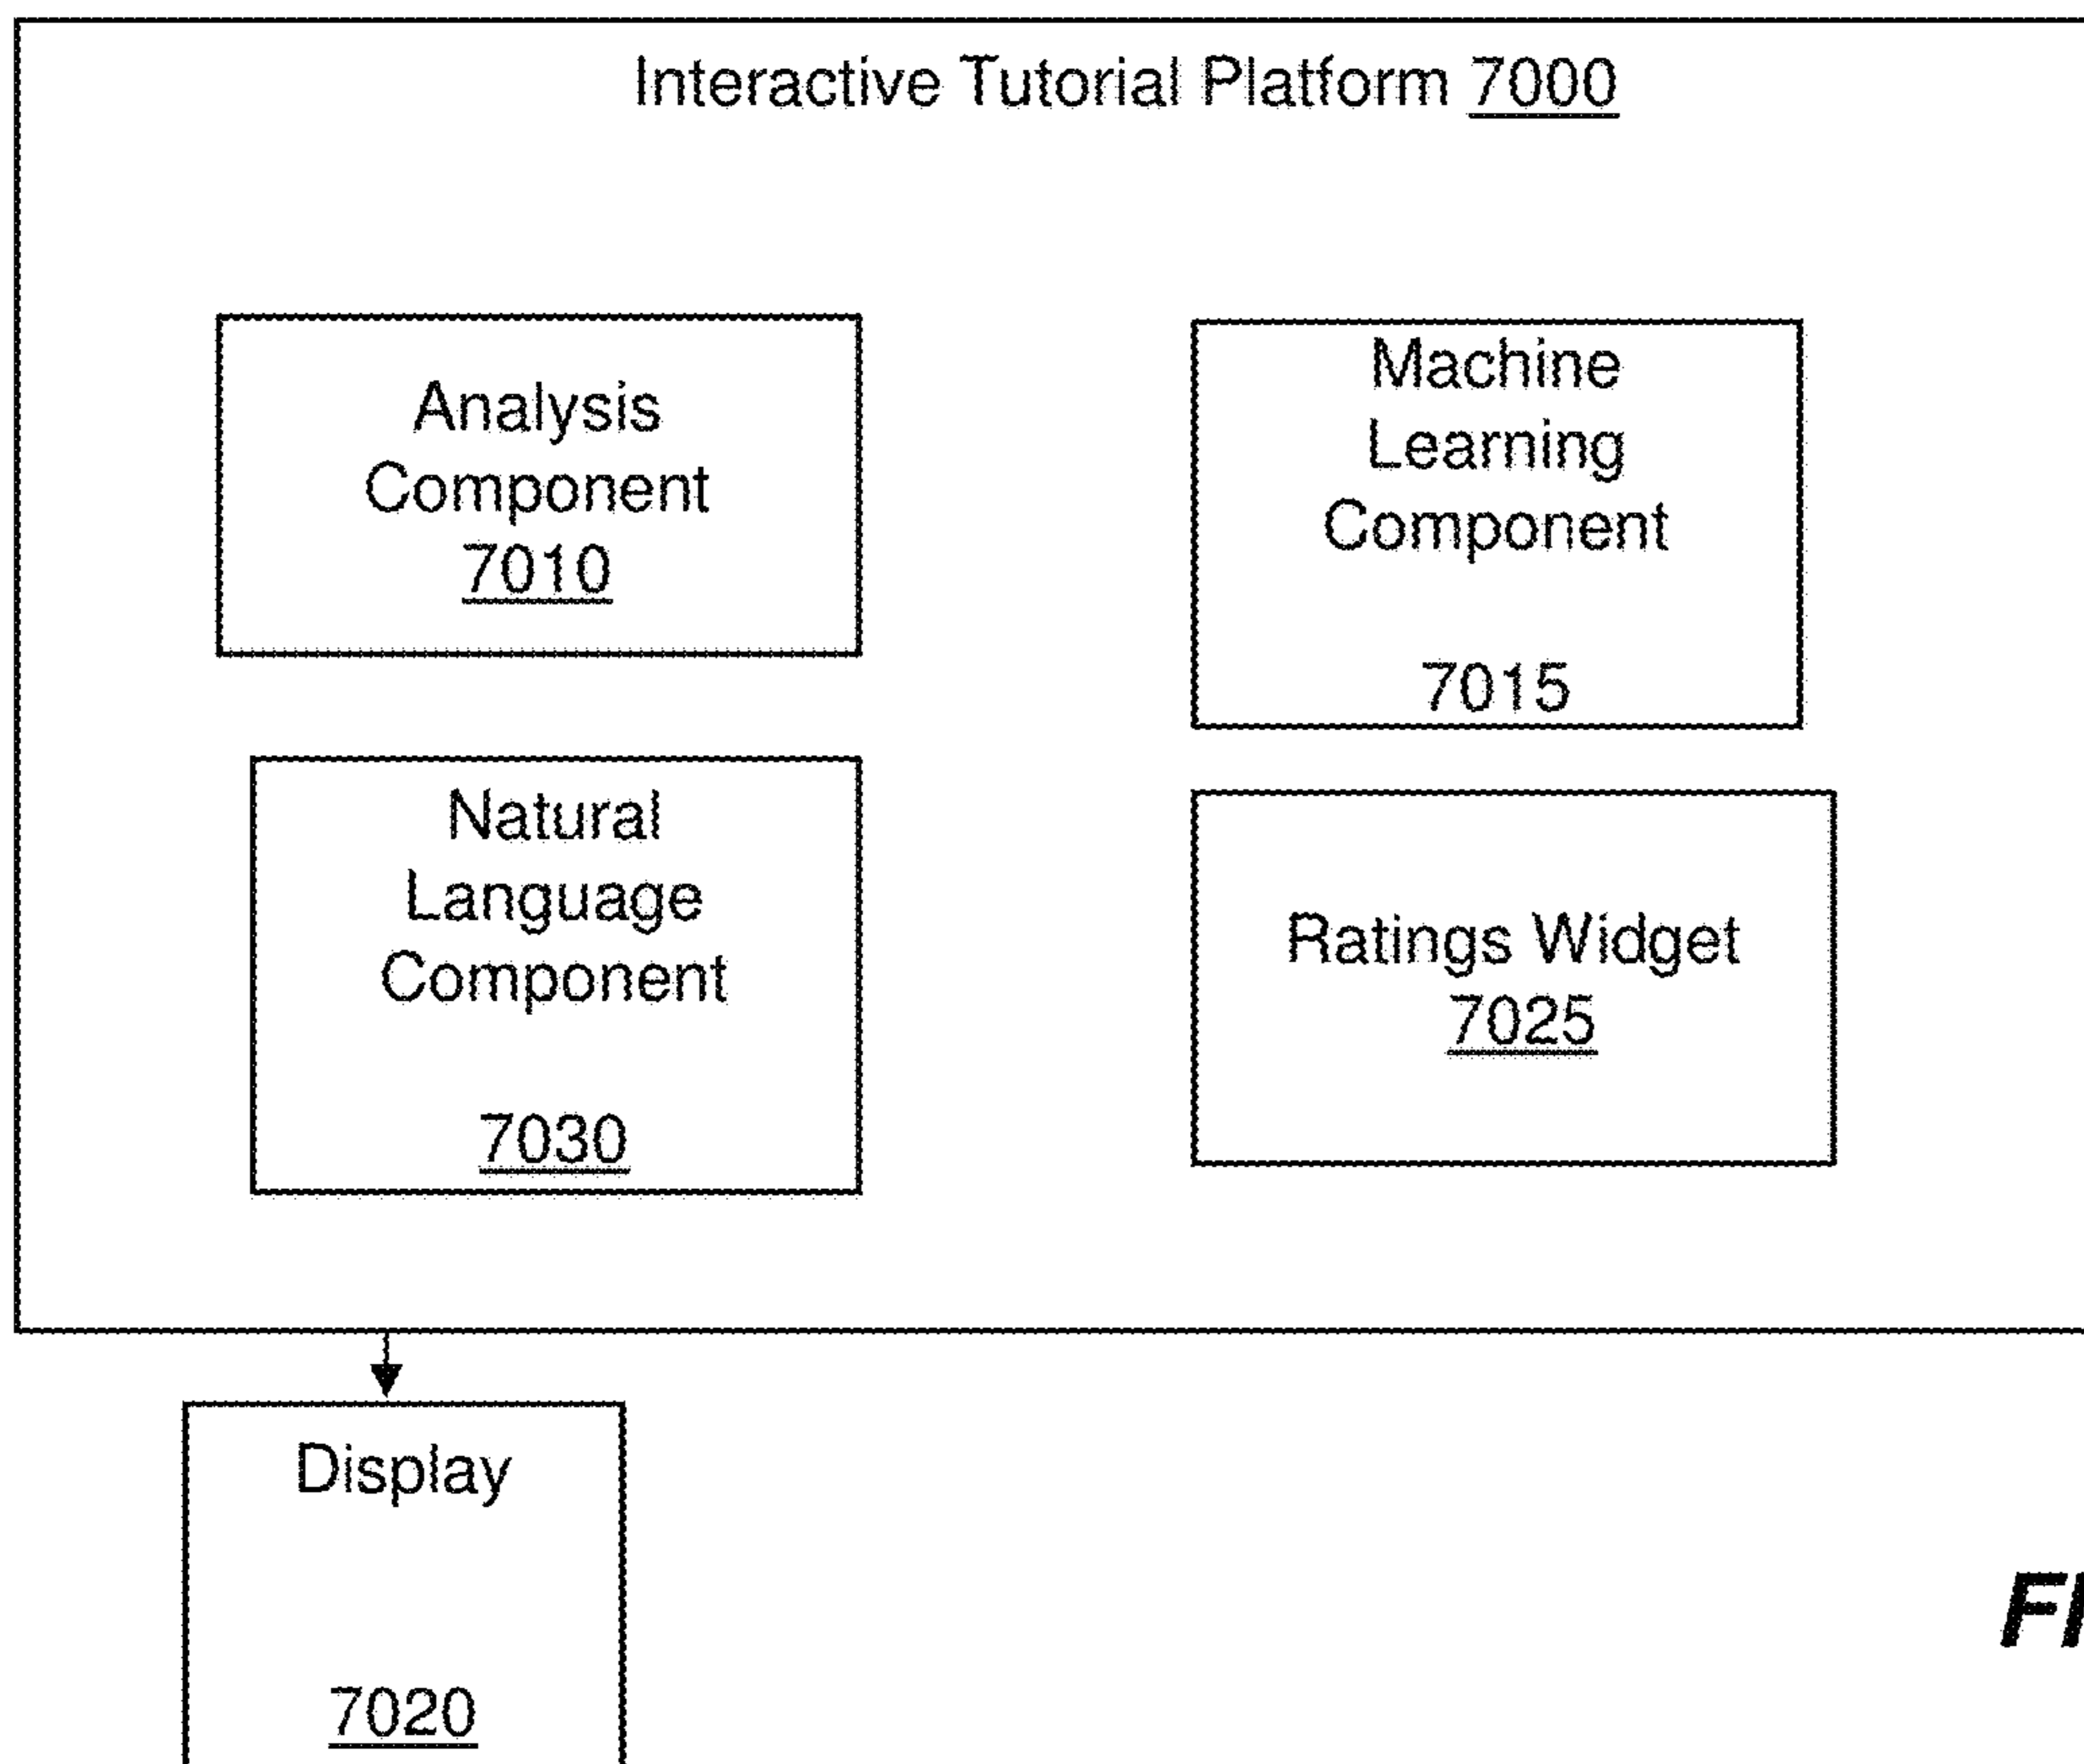 Interactive Tutorial Platform 7000
Analysis
Component
7010
Machine
Learning
Component
7015
Natural
Language
Component
7030
Ratings Widget
7025
Display
7020